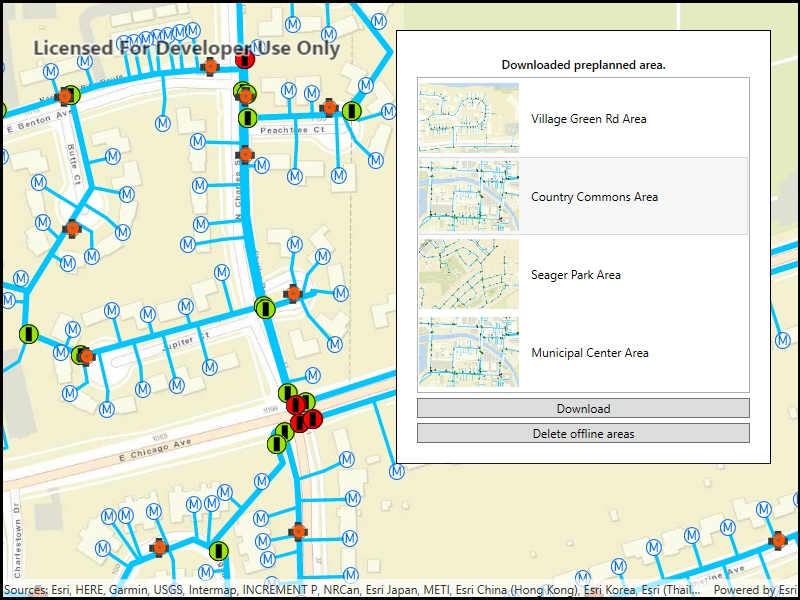 Licensed For Developer Use Only
Downloaded preplanned area.
Village Green Rd Area
Country Commons Area
Seager Park Area
Municipal Center Area
Download
Delete offline areas
E Benton Ave
Peachtree Ct
Butte Ct
N Charles
Jupiter Ct
1099
1065
E Chicago Ave
Charlestown Dr
Sources: Esri, HERE, Garmin, USGS, Intermap, INCREMENT P, NRCan, Esri Japan, METI, Esri China (Hong Kong), Esri Korea, Esri (Thail...
Powered by Esri